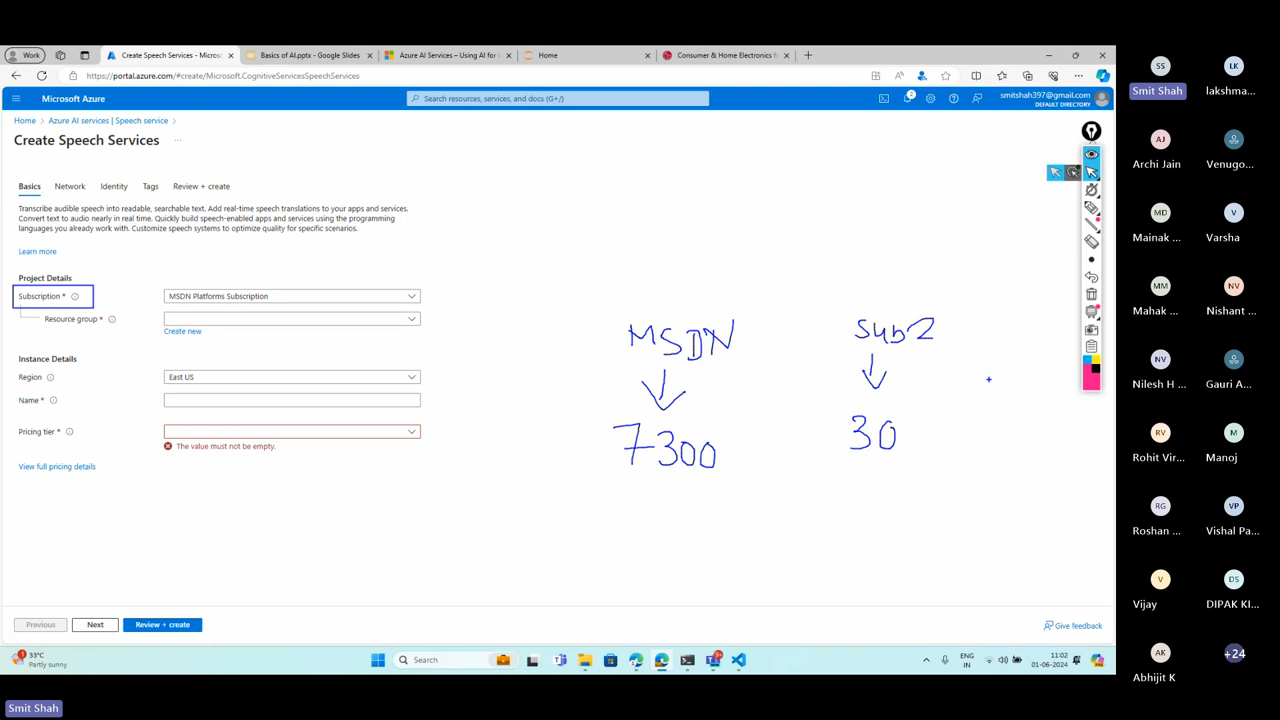 Work
Create Speech Services - Micros
Basics of AI.pptx - Google Slides
Azure AI Services – Using AI for
Home
Consumer & Home Electronics
https://portal.azure.com/#create/Microsoft.CognitiveServicesSpeechServices
Microsoft Azure
Search resources, services, and docs (G+/)
2
smitshah397@gmail.com
DEFAULT DIRECTORY
Home > Azure AI services | Speech service >
Create Speech Services ...
Basics Network Identity Tags Review + create
Transcribe audible speech into readable, searchable text. Add real-time speech translations to your apps and services.
Convert text to audio nearly in real time. Quickly build speech-enabled apps and services using the programming
languages you already work with. Customize speech systems to optimize quality for specific scenarios.
Learn more
Project Details
Subscription * MSDN Platforms Subscription
Resource group *
Create new
Instance Details
Region East US
Name *
Pricing tier *
The value must not be empty.
View full pricing details
MSDN Sub2
7300 30
Previous Next Review + create
Give feedback
1 33°C
Partly sunny
Search
ENG
IN
11:02
01-06-2024
Smit Shah
SS LK
Smit Shah lakshma...
AJ
Archi Jain Venugo...
MD V
Mainak ... Varsha
MM NV
Mahak ... Nishant ...
NV
Nilesh H ... Gauri A...
RV M
Rohit Vir... Manoj
RG VP
Roshan ... Vishal Pa...
V DS
Vijay DIPAK KI...
AK +24
Abhijit K